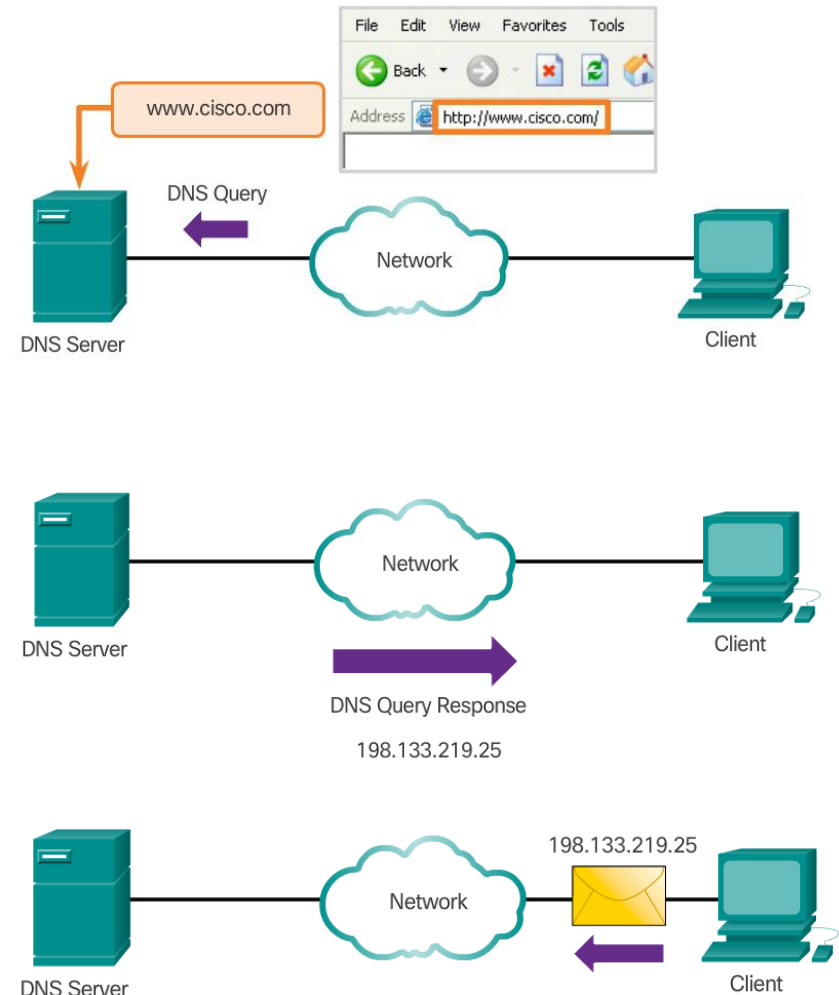 File Edit View Favorites Tools
Back
www.cisco.com
Address http://www.cisco.com/
DNS Query
Network
DNS Server
Client
Network
DNS Server
Client
DNS Query Response
198.133.219.25
198.133.219.25
Network
DNS Server
Client